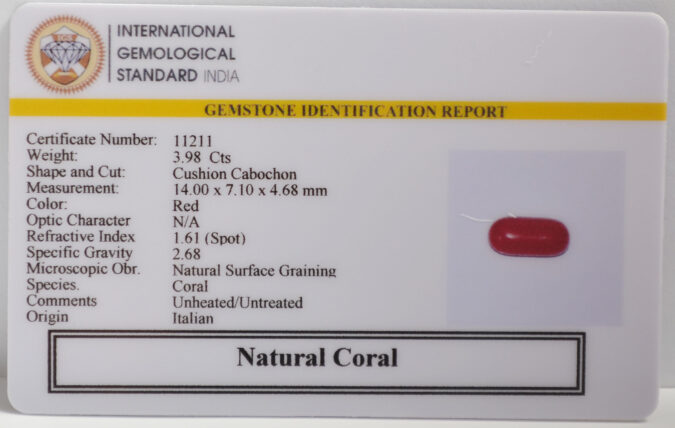 IGS
INTERNATIONAL
GEMOLOGICAL
STANDARD INDIA
GEMSTONE IDENTIFICATION REPORT
Certificate Number: 11211
Weight: 3.98 Cts
Shape and Cut: Cushion Cabochon
Measurement: 14.00 x 7.10 x 4.68 mm
Color: Red
Optic Character N/A
Refractive Index 1.61 (Spot)
Specific Gravity 2.68
Microscopic Obr. Natural Surface Graining
Species. Coral
Comments Unheated/Untreated
Origin Italian
Natural Coral